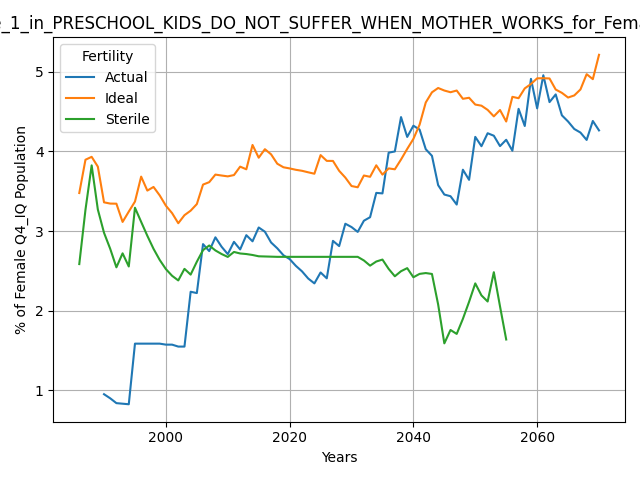 e_1_in_PRESCHOOL_KIDS_DO_NOT_SUFFER_WHEN_MOTHER_WORKS_for_Fema
Fertility
Actual
Ideal
Sterile
5
4
3
2
1
% of Female Q4_IQ Population
2000 2020 2040 2060
Years